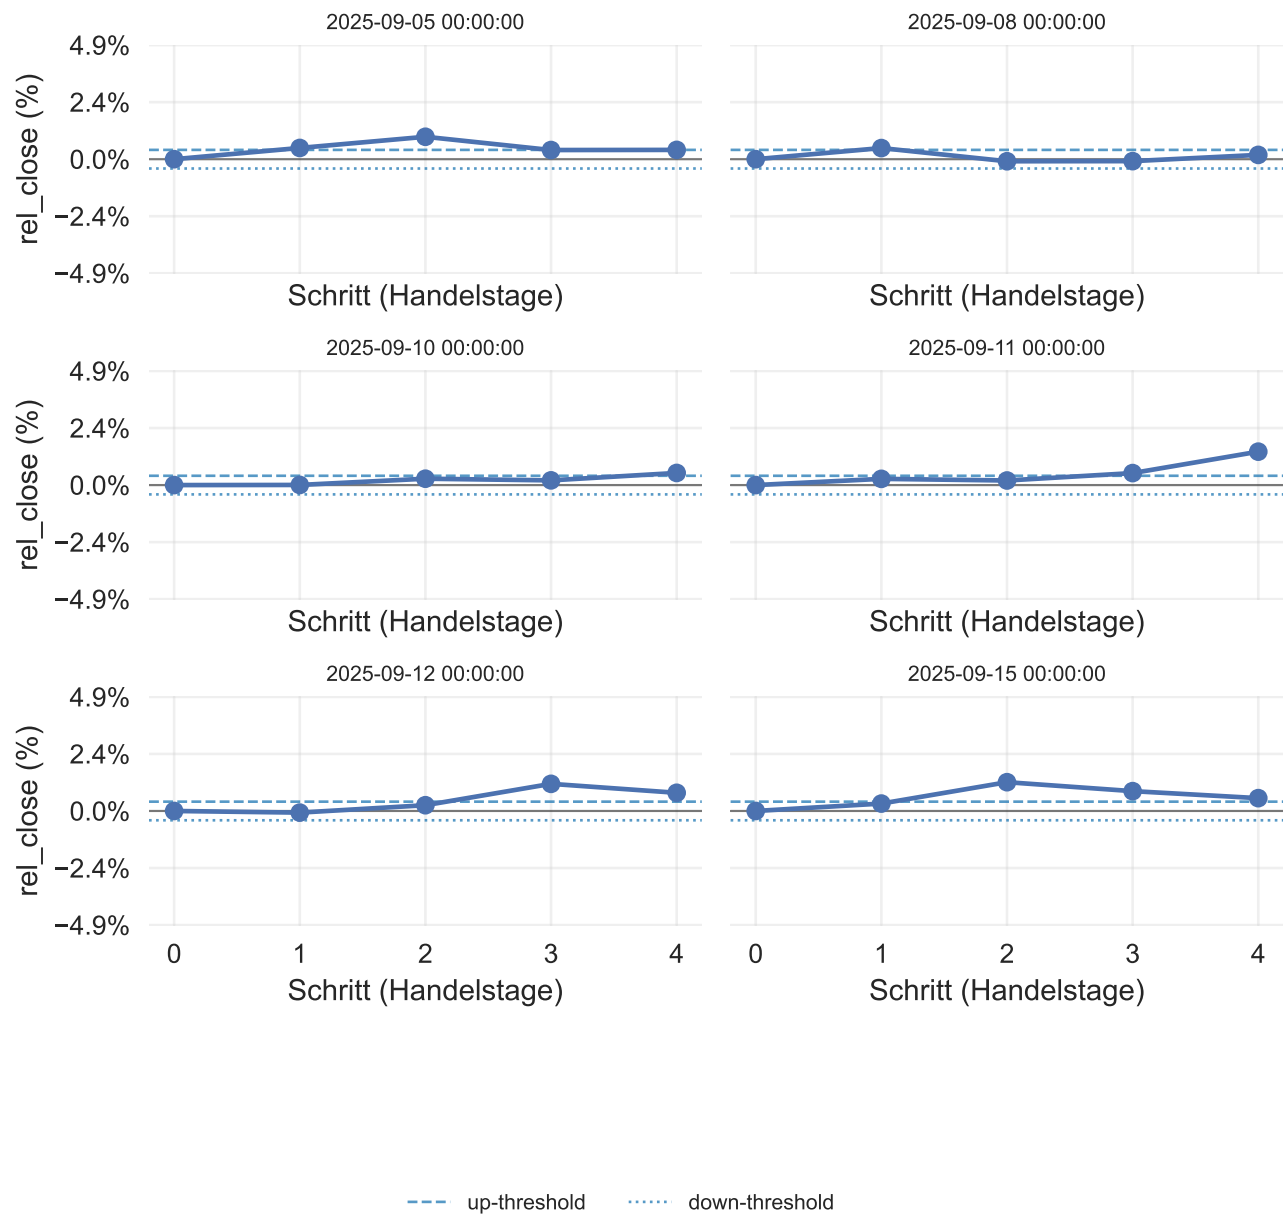 2025-09-05 00:00:00
2025-09-08 00:00:00
4.9%
2.4%
0.0%
−2.4%
−4.9%
rel_close (%)
Schritt (Handelstage)
Schritt (Handelstage)
2025-09-10 00:00:00
2025-09-11 00:00:00
4.9%
2.4%
0.0%
−2.4%
−4.9%
rel_close (%)
Schritt (Handelstage)
Schritt (Handelstage)
2025-09-12 00:00:00
2025-09-15 00:00:00
4.9%
2.4%
0.0%
−2.4%
−4.9%
rel_close (%)
0 1 2 3 4
0 1 2 3 4
Schritt (Handelstage)
Schritt (Handelstage)
up-threshold
down-threshold